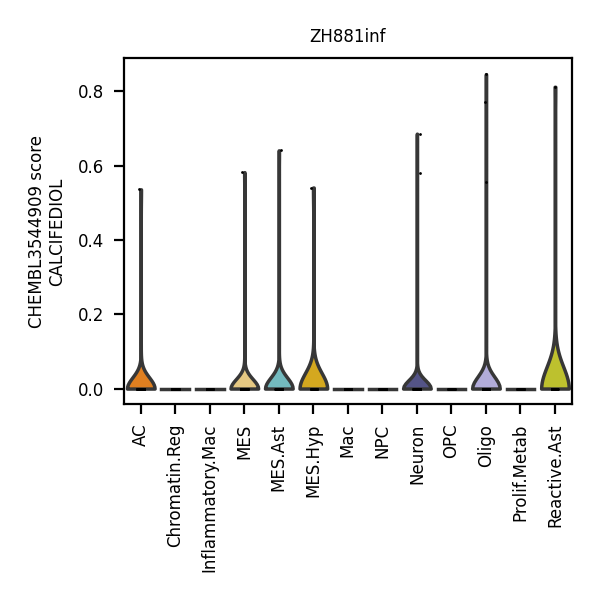 ZH881inf
CHEMBL3544909 score
CALCIFEDIOL
0.8
0.6
0.4
0.2
0.0
AC
Chromatin.Reg
Inflammatory.Mac
MES
MES.Ast
MES.Hyp
Mac
NPC
Neuron
OPC
Oligo
Prolif.Metab
Reactive.Ast